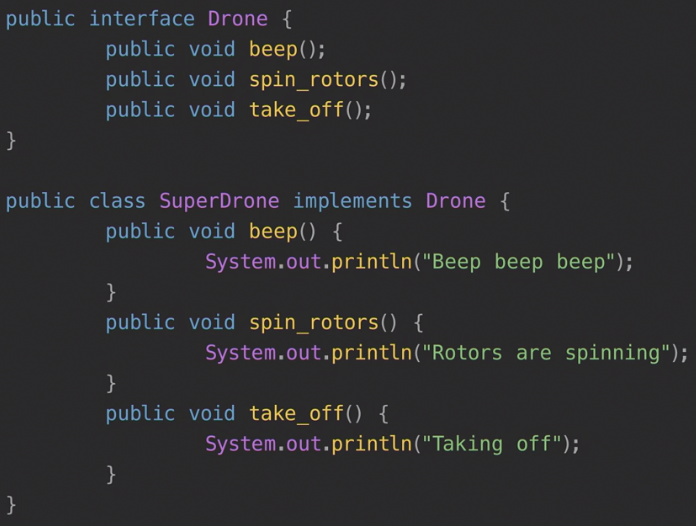 public interface Drone {
public void beep();
public void spin_rotors();
public void take_off();
}
public class SuperDrone implements Drone {
public void beep() {
System.out.println("Beep beep beep");
}
public void spin_rotors() {
System.out.println("Rotors are spinning");
}
public void take_off() {
System.out.println("Taking off");
}
}